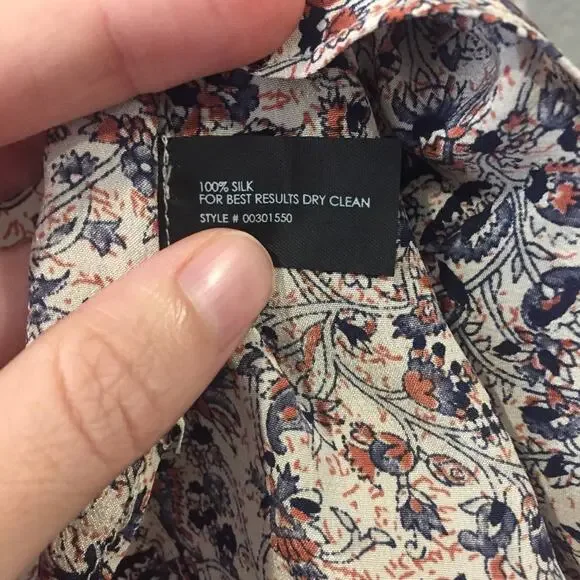 100% SILK
FOR BEST RESULTS DRY CLEAN
STYLE # 00301550